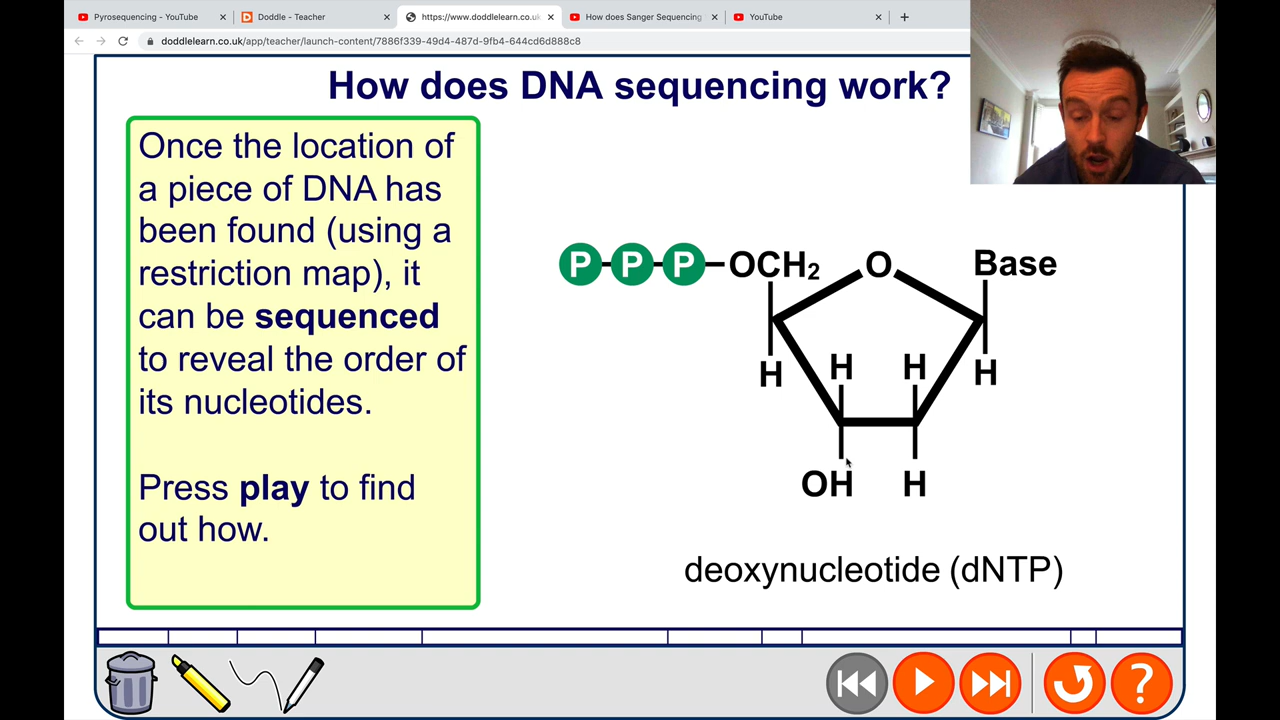 Pyrosequencing - YouTube
Doddle - Teacher
https://www.doddlelearn.co.uk
How does Sanger Sequencing
YouTube
doddlelearn.co.uk/app/teacher/launch-content/7886f339-49d4-487d-9fb4-644cd6d888c8
How does DNA sequencing work?
Once the location of
a piece of DNA has
been found (using a
restriction map), it
can be sequenced
to reveal the order of
its nucleotides.
Press play to find
out how.
P-P-P-OCH₂ O Base
H H H H
OH H
deoxynucleotide (dNTP)
?